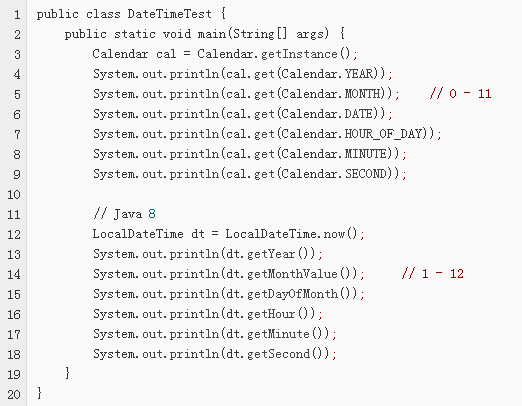 1 public class DateTimeTest {
2     public static void main(String[] args) {
3         Calendar cal = Calendar.getInstance();
4         System.out.println(cal.get(Calendar.YEAR));
5         System.out.println(cal.get(Calendar.MONTH));    // 0 - 11
6         System.out.println(cal.get(Calendar.DATE));
7         System.out.println(cal.get(Calendar.HOUR_OF_DAY));
8         System.out.println(cal.get(Calendar.MINUTE));
9         System.out.println(cal.get(Calendar.SECOND));
10
11         // Java 8
12         LocalDateTime dt = LocalDateTime.now();
13         System.out.println(dt.getYear());
14         System.out.println(dt.getMonthValue());     // 1 - 12
15         System.out.println(dt.getDayOfMonth());
16         System.out.println(dt.getHour());
17         System.out.println(dt.getMinute());
18         System.out.println(dt.getSecond());
19     }
20 }